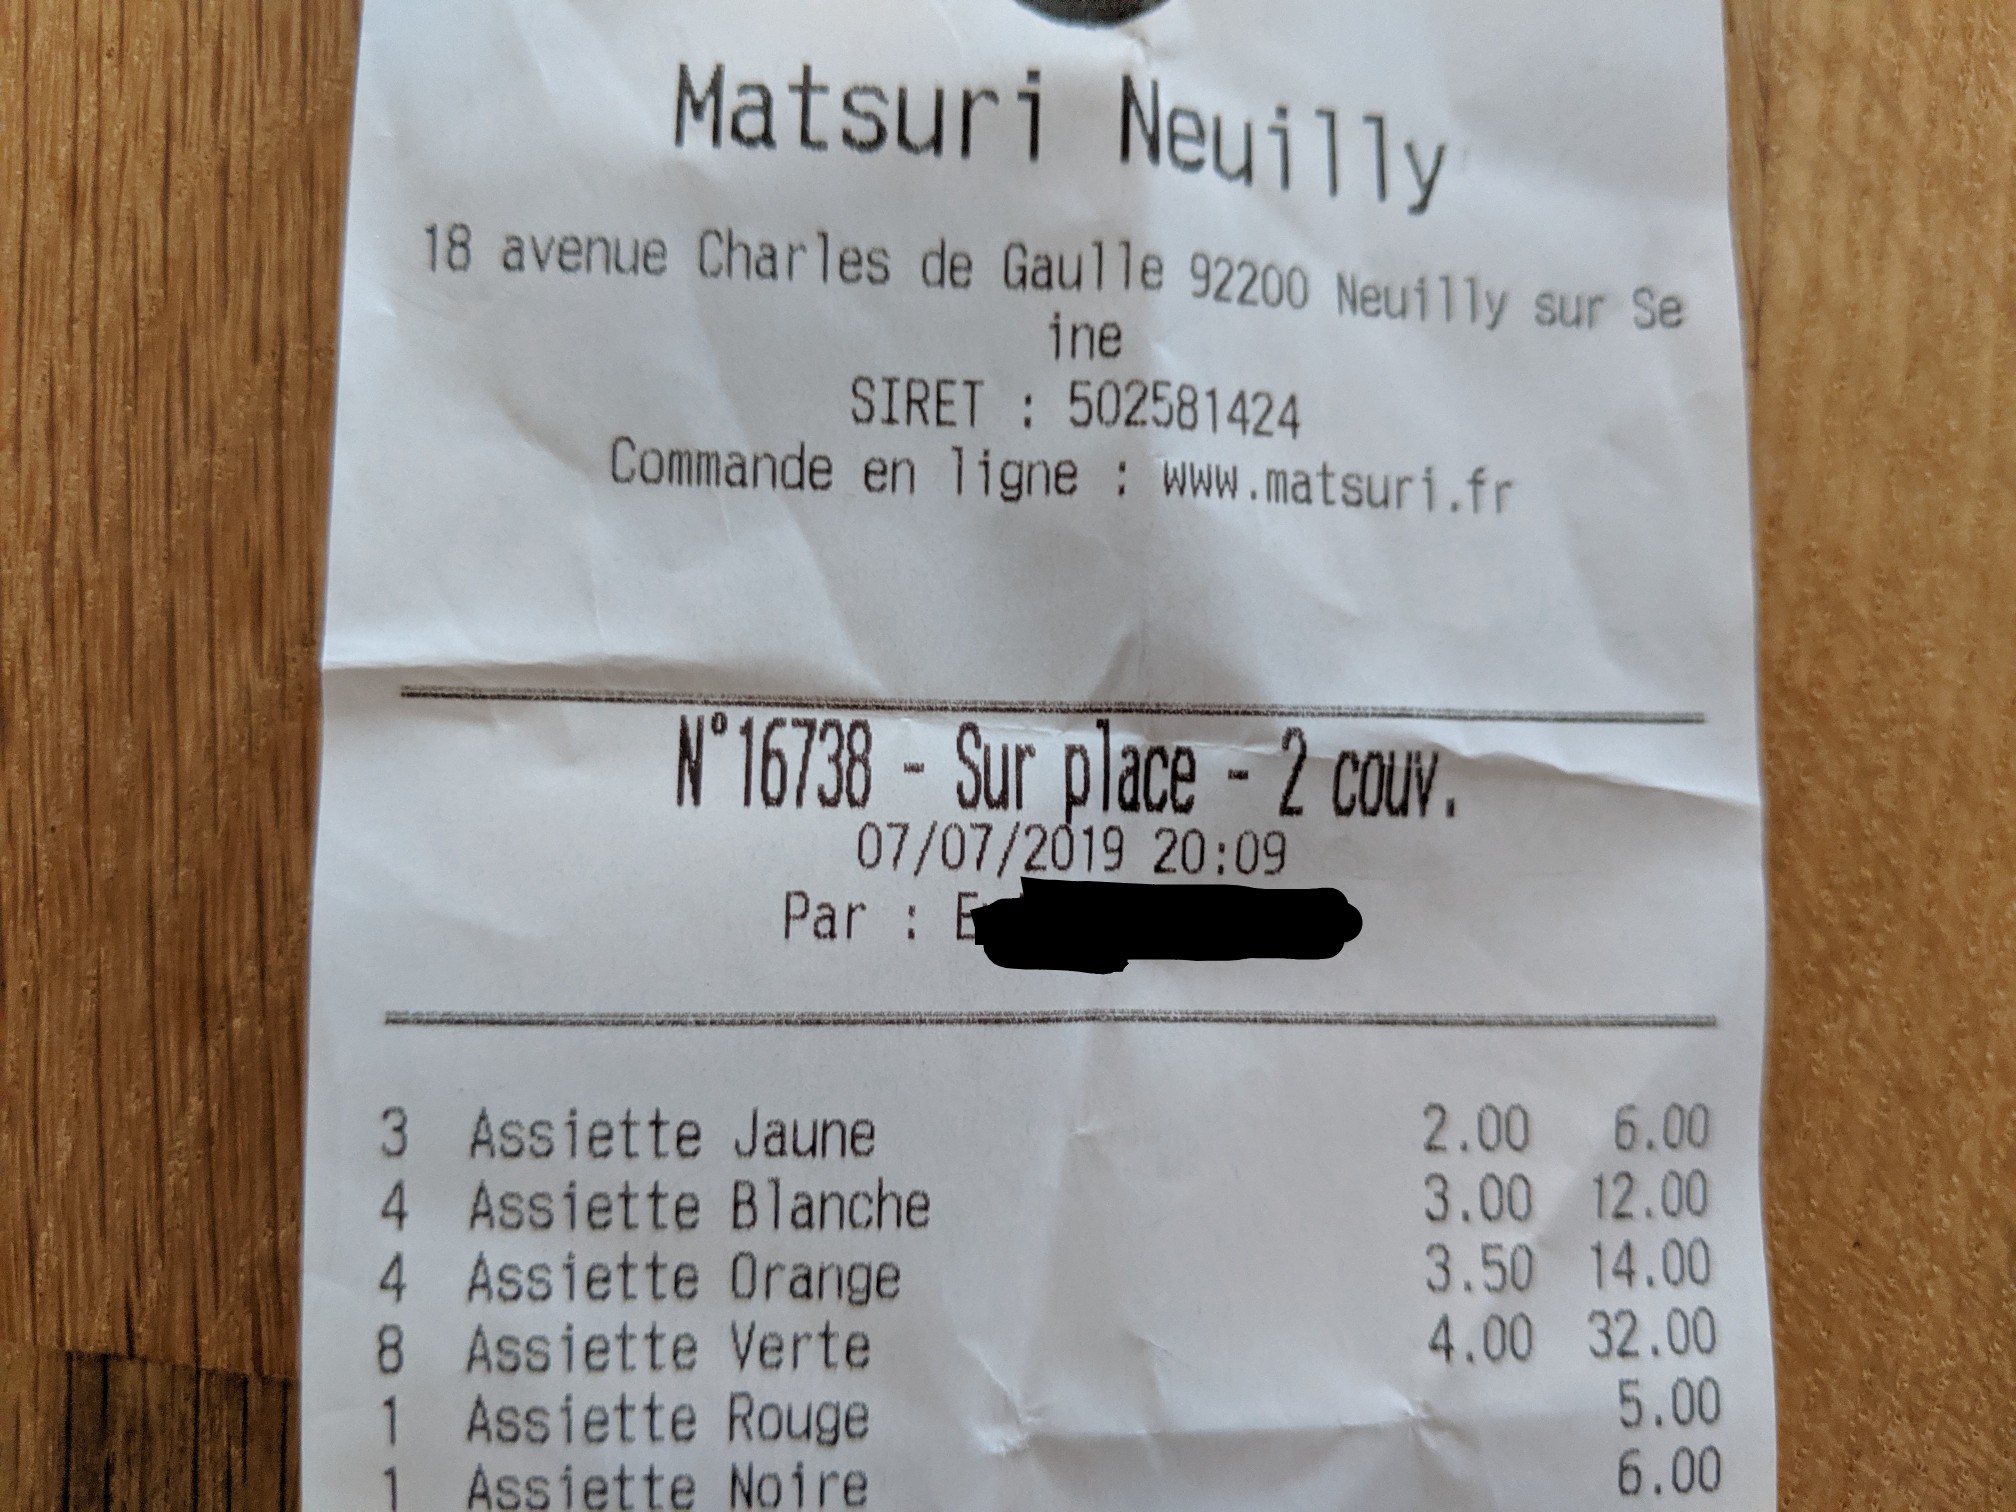 Matsuri Neuilly
18 avenue Charles de Gaulle 92200 Neuilly sur Se
ine
SIRET : 502581424
Commande en ligne : www.matsuri.fr
N°16738 - Sur place - 2 couv.
07/07/2019 20:09
Par :
3 Assiette Jaune 2.00 6.00
4 Assiette Blanche 3.00 12.00
4 Assiette Orange 3.50 14.00
8 Assiette Verte 4.00 32.00
1 Assiette Rouge 5.00
1 Assiette Noire 6.00